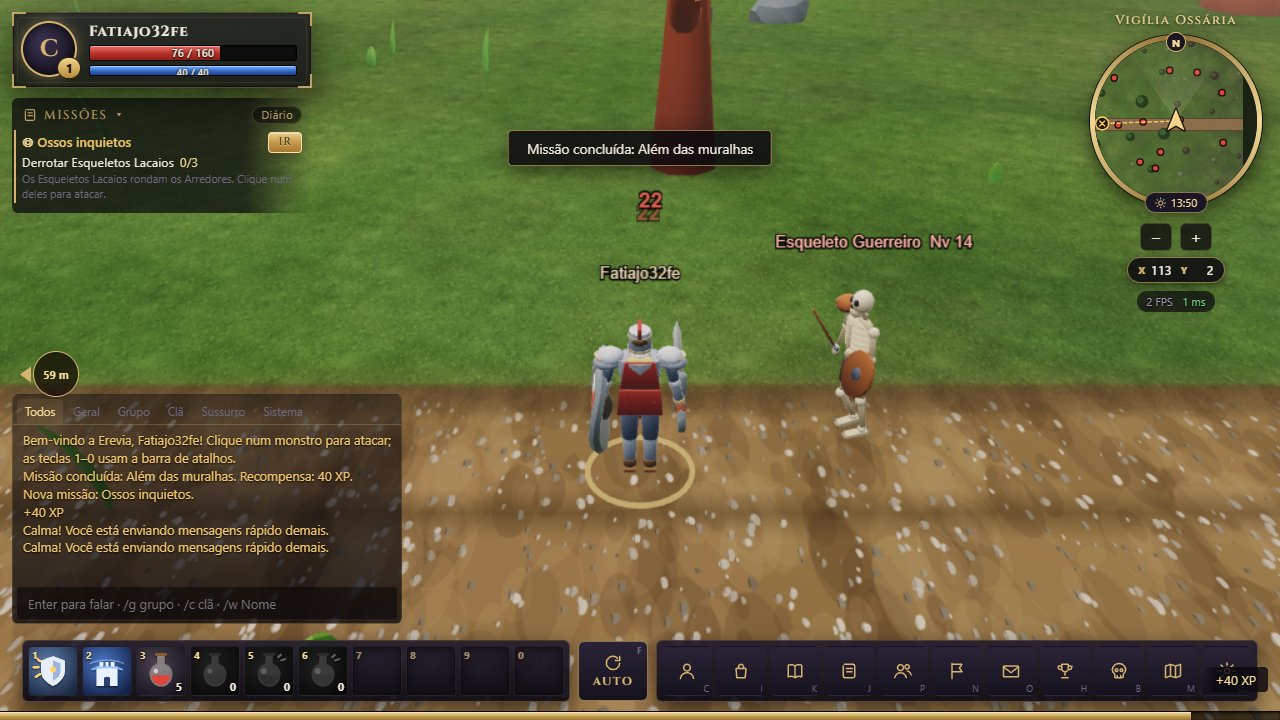 Fatiajo32fe
C
1
76 / 160
40 / 40
MISSÕES
Diário
Ossos inquietos
IR
Derrotar Esqueletos Lacaios 0/3
Os Esqueletos Lacaios rondam os Arredores. Clique num
deles para atacar.
Missão concluída: Além das muralhas
22
22
Fatiajo32fe
Esqueleto Guerreiro Nv 14
Vigília Ossária
N
13:50
− +
X 113 Y 2
2 FPS 1 ms
59 m
Todos Geral Grupo Clã Sussurro Sistema
Bem-vindo a Erevia, Fatiajo32fe! Clique num monstro para atacar;
as teclas 1–0 usam a barra de atalhos.
Missão concluída: Além das muralhas. Recompensa: 40 XP.
Nova missão: Ossos inquietos.
+40 XP
Calma! Você está enviando mensagens rápido demais.
Calma! Você está enviando mensagens rápido demais.
Enter para falar · /g grupo · /c clã · /w Nome
1 2 3 4 5 6 7 8 9 0
5 0 0 0
F
AUTO
C I K J P N O H B M
+40 XP